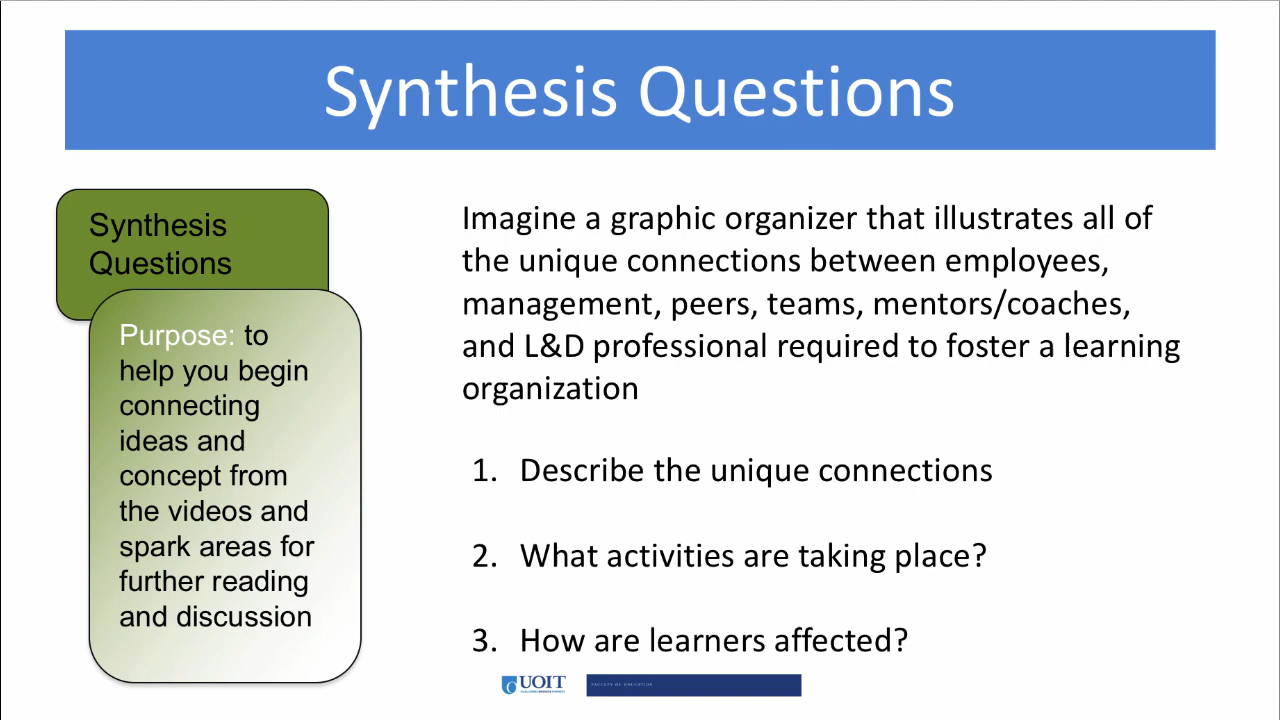 Synthesis Questions
Synthesis
Questions
Purpose: to
help you begin
connecting
ideas and
concept from
the videos and
spark areas for
further reading
and discussion
Imagine a graphic organizer that illustrates all of
the unique connections between employees,
management, peers, teams, mentors/coaches,
and L&D professional required to foster a learning
organization
1. Describe the unique connections
2. What activities are taking place?
3. How are learners affected?
UOIT
FACULTY OF EDUCATION